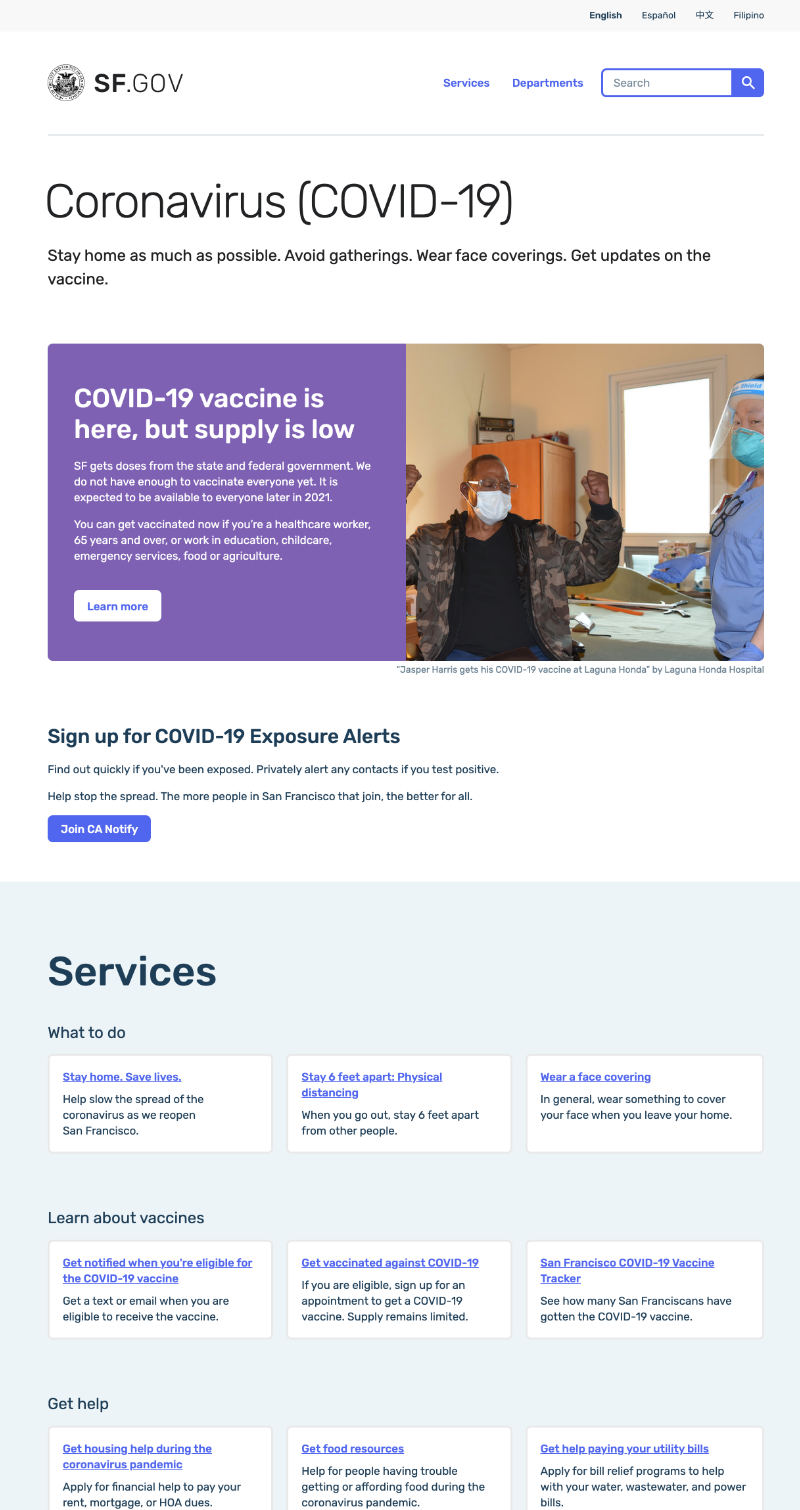 English Español 中文 Filipino
SF.GOV Services Departments Search
Coronavirus (COVID-19)
Stay home as much as possible. Avoid gatherings. Wear face coverings. Get updates on the
vaccine.
COVID-19 vaccine is
here, but supply is low
SF gets doses from the state and federal government. We
do not have enough to vaccinate everyone yet. It is
expected to be available to everyone later in 2021.
You can get vaccinated now if you're a healthcare worker,
65 years and over, or work in education, childcare,
emergency services, food or agriculture.
Learn more
"Jasper Harris gets his COVID-19 vaccine at Laguna Honda" by Laguna Honda Hospital
Sign up for COVID-19 Exposure Alerts
Find out quickly if you've been exposed. Privately alert any contacts if you test positive.
Help stop the spread. The more people in San Francisco that join, the better for all.
Join CA Notify
Services
What to do
Stay home. Save lives.
Help slow the spread of the
coronavirus as we reopen
San Francisco.
Stay 6 feet apart: Physical
distancing
When you go out, stay 6 feet apart
from other people.
Wear a face covering
In general, wear something to cover
your face when you leave your home.
Learn about vaccines
Get notified when you're eligible for
the COVID-19 vaccine
Get a text or email when you are
eligible to receive the vaccine.
Get vaccinated against COVID-19
If you are eligible, sign up for an
appointment to get a COVID-19
vaccine. Supply remains limited.
San Francisco COVID-19 Vaccine
Tracker
See how many San Franciscans have
gotten the COVID-19 vaccine.
Get help
Get housing help during the
coronavirus pandemic
Apply for financial help to pay your
rent, mortgage, or HOA dues.
Get food resources
Help for people having trouble
getting or affording food during the
coronavirus pandemic.
Get help paying your utility bills
Apply for bill relief programs to help
with your water, wastewater, and power
bills.